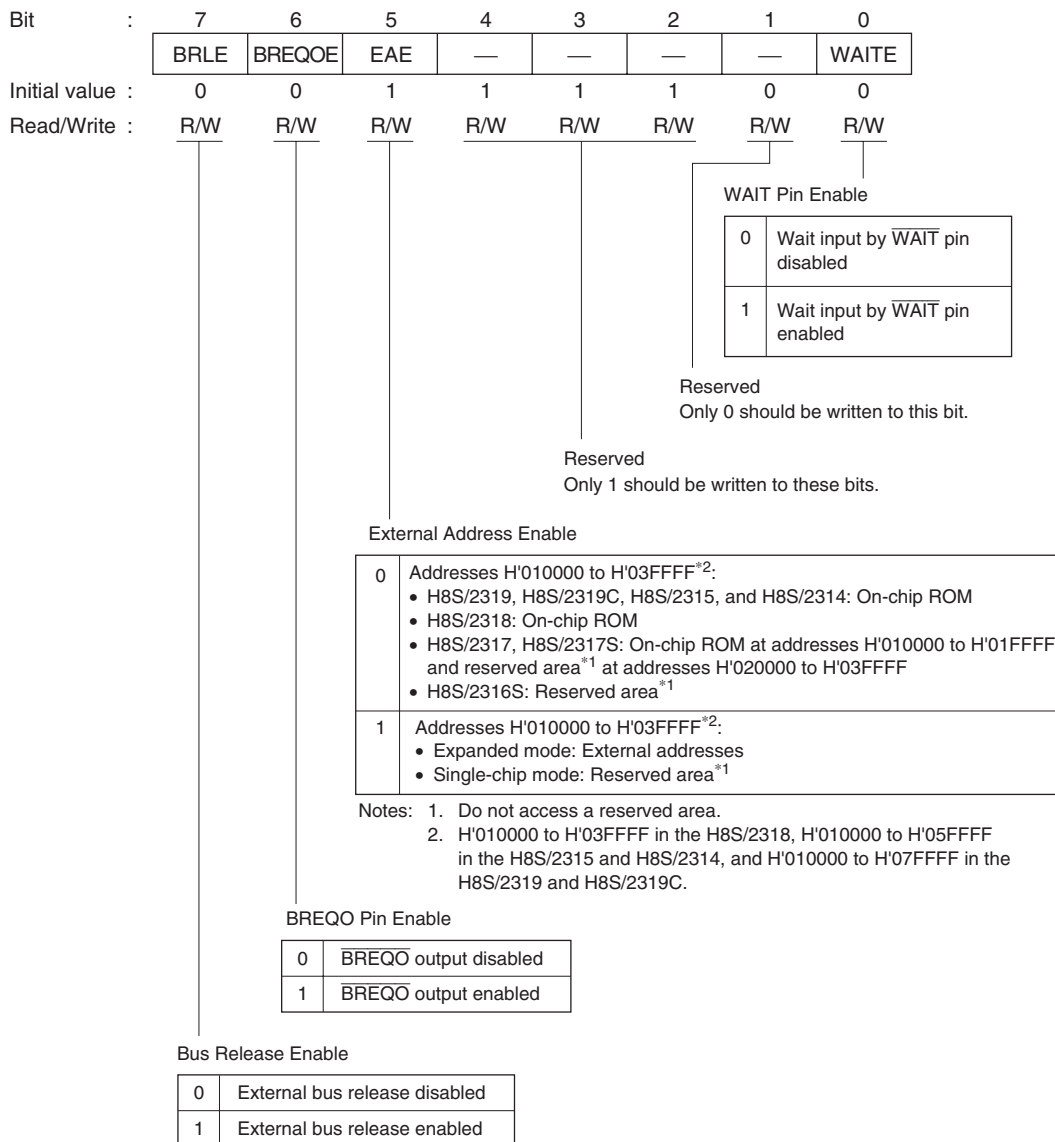 Bit : 7 6 5 4 3 2 1 0
BRLE BREQOE EAE — — — — WAITE
Initial value : 0 0 1 1 1 1 0 0
Read/Write : R/W R/W R/W R/W R/W R/W R/W R/W
WAIT Pin Enable
0 Wait input by WAIT pin
disabled
1 Wait input by WAIT pin
enabled
Reserved
Only 0 should be written to this bit.
Reserved
Only 1 should be written to these bits.
External Address Enable
0 Addresses H'010000 to H'03FFFF*2:
• H8S/2319, H8S/2319C, H8S/2315, and H8S/2314: On-chip ROM
• H8S/2318: On-chip ROM
• H8S/2317, H8S/2317S: On-chip ROM at addresses H'010000 to H'01FFFF
and reserved area*1 at addresses H'020000 to H'03FFFF
• H8S/2316S: Reserved area*1
1 Addresses H'010000 to H'03FFFF*2:
• Expanded mode: External addresses
• Single-chip mode: Reserved area*1
Notes: 1. Do not access a reserved area.
2. H'010000 to H'03FFFF in the H8S/2318, H'010000 to H'05FFFF
in the H8S/2315 and H8S/2314, and H'010000 to H'07FFFF in the
H8S/2319 and H8S/2319C.
BREQO Pin Enable
0 BREQO output disabled
1 BREQO output enabled
Bus Release Enable
0 External bus release disabled
1 External bus release enabled